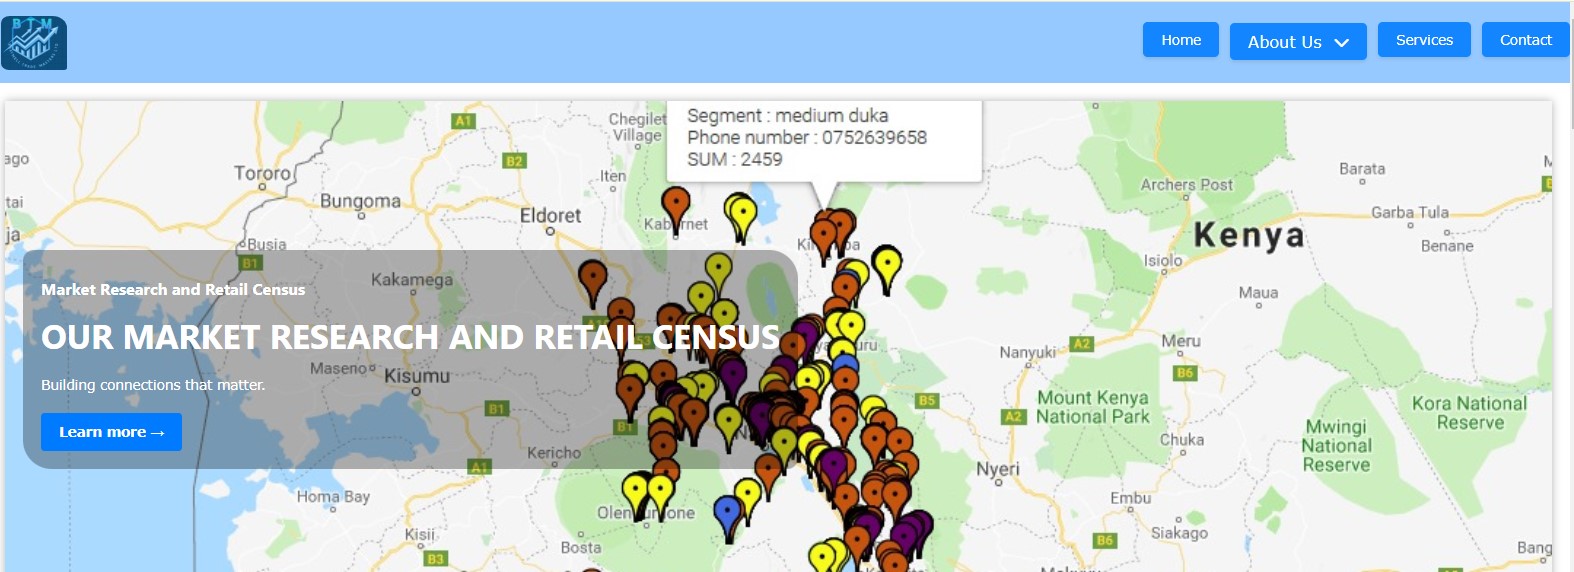 BTM
Home
About Us
Services
Contact
Segment : medium duka
Phone number : 0752639658
SUM : 2459
A1
Chegilet
Village
B2
ago
Tororo
Iten
Barata
Archers Post
tai
Bungoma
Eldoret
Garba Tula
ja
Busia
Kenya
Benane
B1
Isiolo
Kakamega
Market Research and Retail Census
Maua
OUR MARKET RESEARCH AND RETAIL CENSUS
Nanyuki
A2
Meru
Maseno
Kisumu
B6
Building connections that matter.
B1
B5
Mount Kenya
National Park
A2
Kora National
Reserve
Learn more →
B1
Mwingi
National
Reserve
Chuka
Kericho
A1
Nyeri
Homa Bay
Embu
Siakago
Kisii
B3
Bosta
B6
Bang